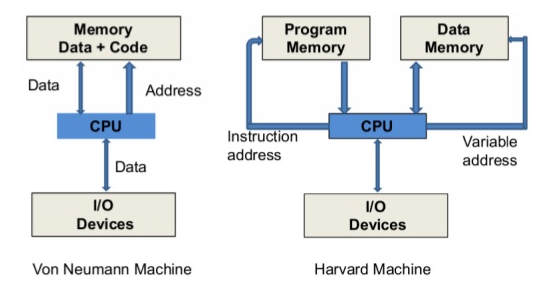 Memory
Data + Code
Data
Address
CPU
Data
I/O
Devices
Von Neumann Machine
Program
Memory
Data
Memory
CPU
Instruction
address
Variable
address
I/O
Devices
Harvard Machine